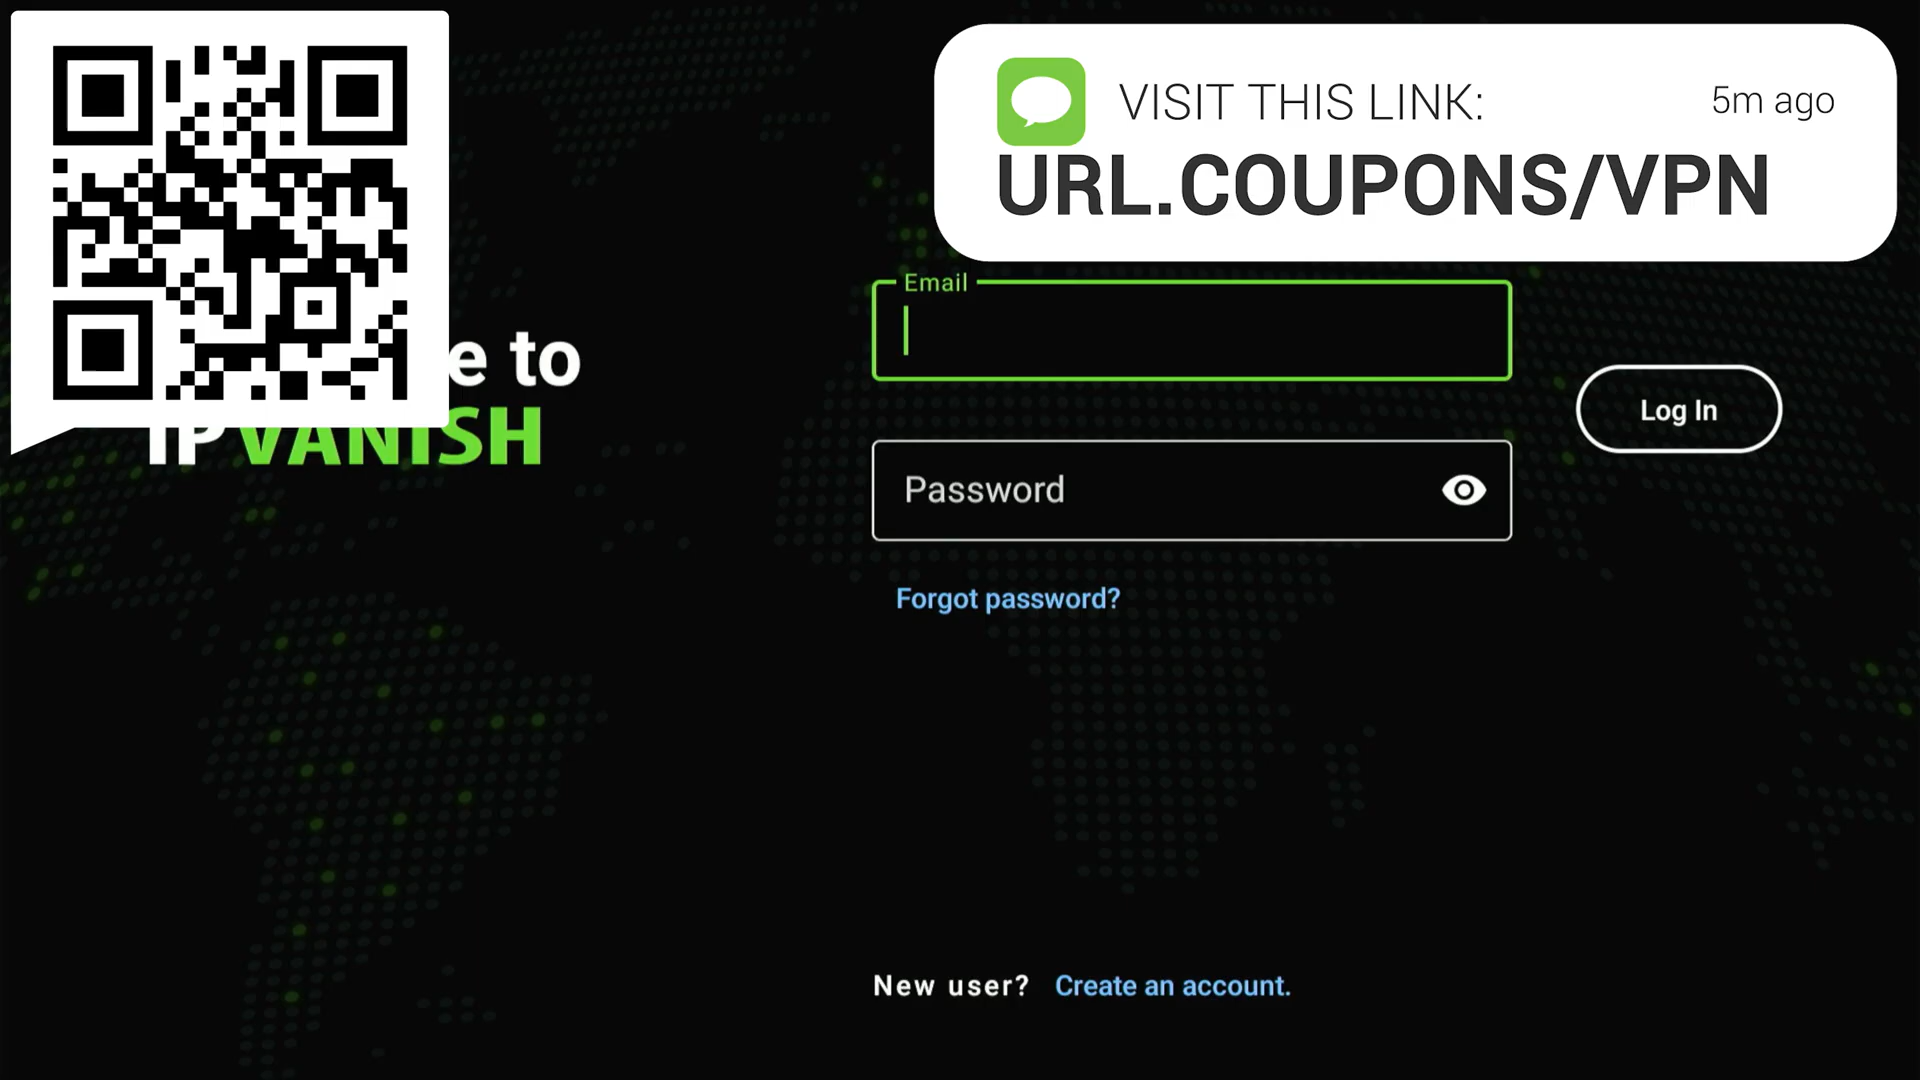 VISIT THIS LINK:
5m ago
URL.COUPONS/VPN
e to
IPVANISH
Email
Password
Log In
Forgot password?
New user? Create an account.